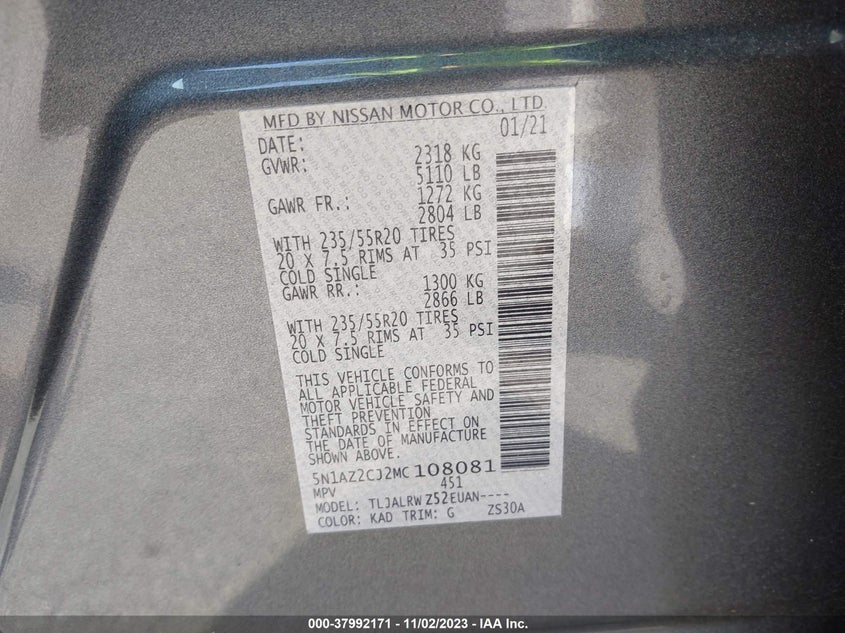 MFD BY NISSAN MOTOR CO., LTD.
DATE: 01/21
GVWR: 2318 KG
5110 LB
GAWR FR.: 1272 KG
2804 LB
WITH 235/55R20 TIRES
20 X 7.5 RIMS AT 35 PSI
COLD SINGLE
GAWR RR.: 1300 KG
2866 LB
WITH 235/55R20 TIRES
20 X 7.5 RIMS AT 35 PSI
COLD SINGLE
THIS VEHICLE CONFORMS TO
ALL APPLICABLE FEDERAL
MOTOR VEHICLE SAFETY AND
THEFT PREVENTION
STANDARDS IN EFFECT ON
THE DATE OF MANUFACTURE
SHOWN ABOVE.
5N1AZ2CJ2MC108081
MPV 451
MODEL: TLJALRWZ52EUAN----
COLOR: KAD TRIM: G ZS30A
000-37992171 - 11/02/2023 - IAA Inc.